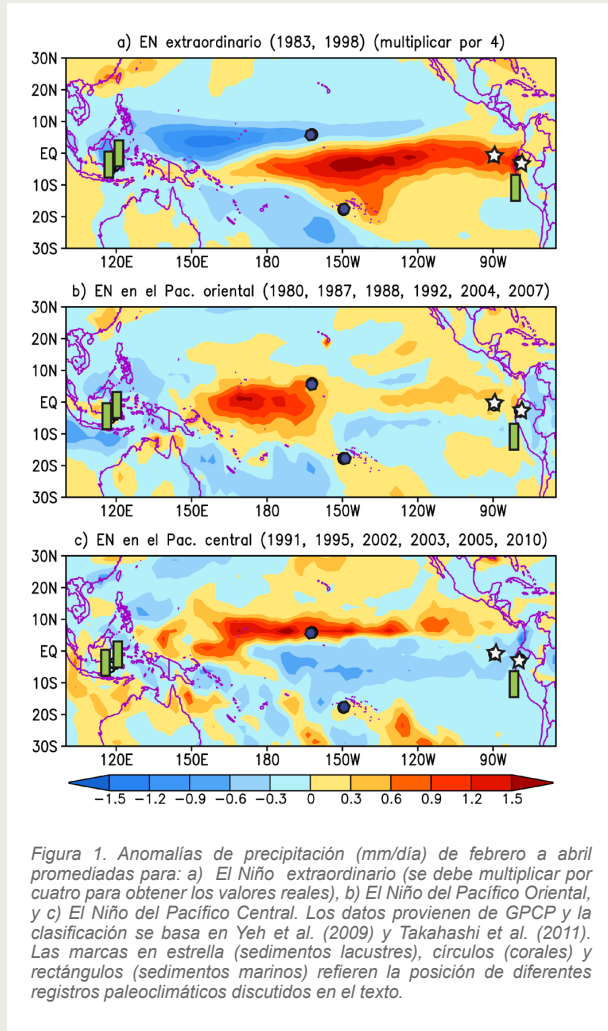 a) EN extraordinario (1983, 1998) (multiplicar por 4)
30N
20N
10N
EQ
10S
20S
30S
120E 150E 180 150W 120W 90W
b) EN en el Pac. oriental (1980, 1987, 1988, 1992, 2004, 2007)
30N
20N
10N
EQ
10S
20S
30S
120E 150E 180 150W 120W 90W
c) EN en el Pac. central (1991, 1995, 2002, 2003, 2005, 2010)
30N
20N
10N
EQ
10S
20S
30S
120E 150E 180 150W 120W 90W
−1.5 −1.2 −0.9 −0.6 −0.3 0 0.3 0.6 0.9 1.2 1.5
Figura 1. Anomalías de precipitación (mm/día) de febrero a abril
promediadas para: a) El Niño extraordinario (se debe multiplicar por
cuatro para obtener los valores reales), b) El Niño del Pacífico Oriental,
y c) El Niño del Pacífico Central. Los datos provienen de GPCP y la
clasificación se basa en Yeh et al. (2009) y Takahashi et al. (2011).
Las marcas en estrella (sedimentos lacustres), círculos (corales) y
rectángulos (sedimentos marinos) refieren la posición de diferentes
registros paleoclimáticos discutidos en el texto.